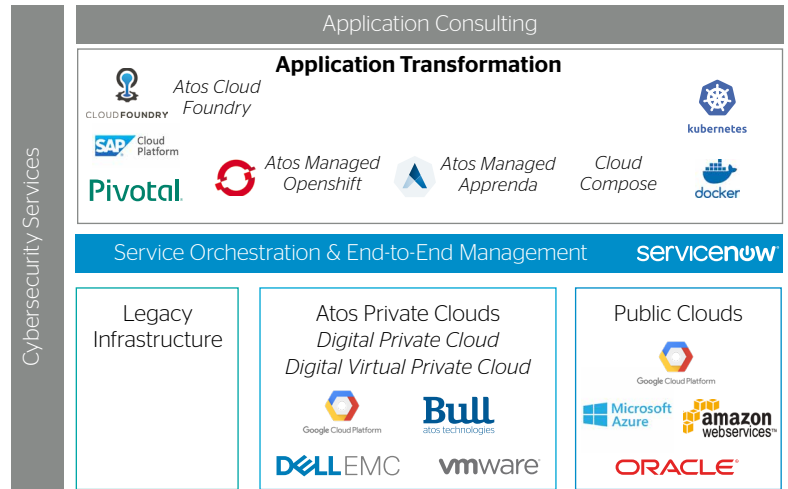 Cybersecurity Services
Application Consulting
Application Transformation
CLOUDFOUNDRY
Atos Cloud
Foundry
kubernetes
SAP Cloud
Platform
Pivotal
Atos Managed
Openshift
Atos Managed
Apprenda
Cloud
Compose
docker
Service Orchestration & End-to-End Management
servicenow
Legacy
Infrastructure
Atos Private Clouds
Digital Private Cloud
Digital Virtual Private Cloud
Google Cloud Platform
Bull
atos technologies
DELL EMC
vmware
Public Clouds
Google Cloud Platform
Microsoft
Azure
amazon
webservices™
ORACLE®